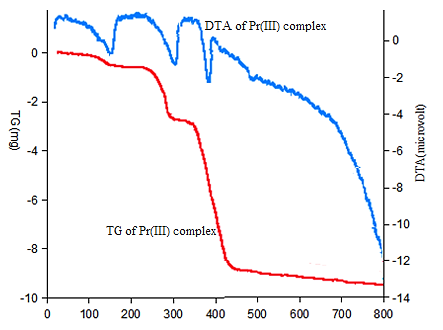 DTA of Pr(III) complex
0
0
-2
-2
-4
-4
-6
-6
-8
-8
-10
-10
-12
-14
TG (mg)
DTA(microvolt)
TG of Pr(III) complex
0 100 200 300 400 500 600 700 800